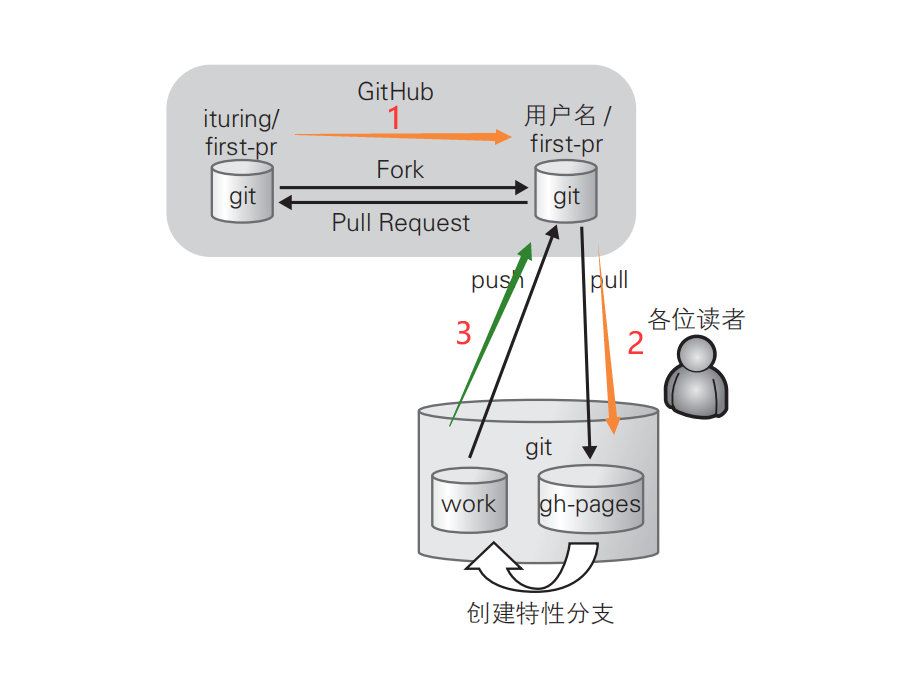 GitHub
1
ituring/
first-pr
用户名 /
first-pr
Fork
git
git
Pull Request
push
pull
3
2
各位读者
git
work
gh-pages
创建特性分支